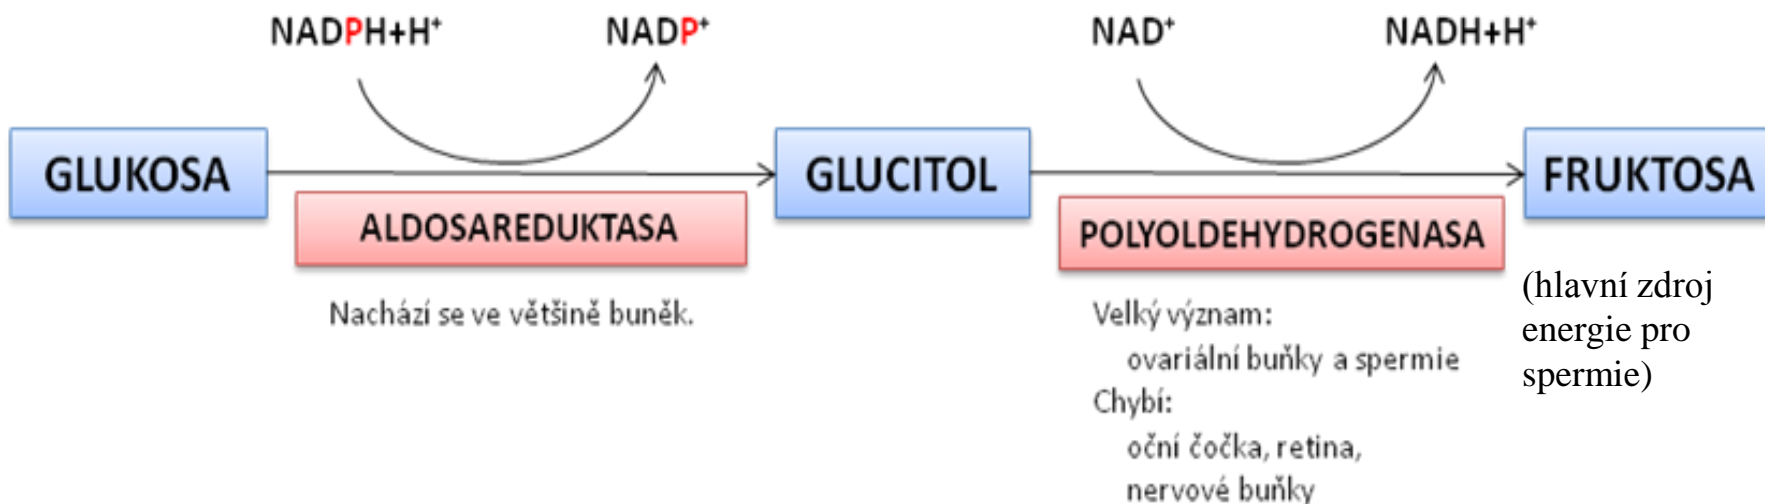 NADPH+H⁺ NADP⁺ NAD⁺ NADH+H⁺
GLUKOSA GLUCITOL FRUKTOSA
ALDOSAREDUKTASA POLYOLDEHYDROGENASA
Nachází se ve většině buněk.
Velký význam:
ovariální buňky a spermie
Chybí:
oční čočka, retina,
nervové buňky
(hlavní zdroj
energie pro
spermie)